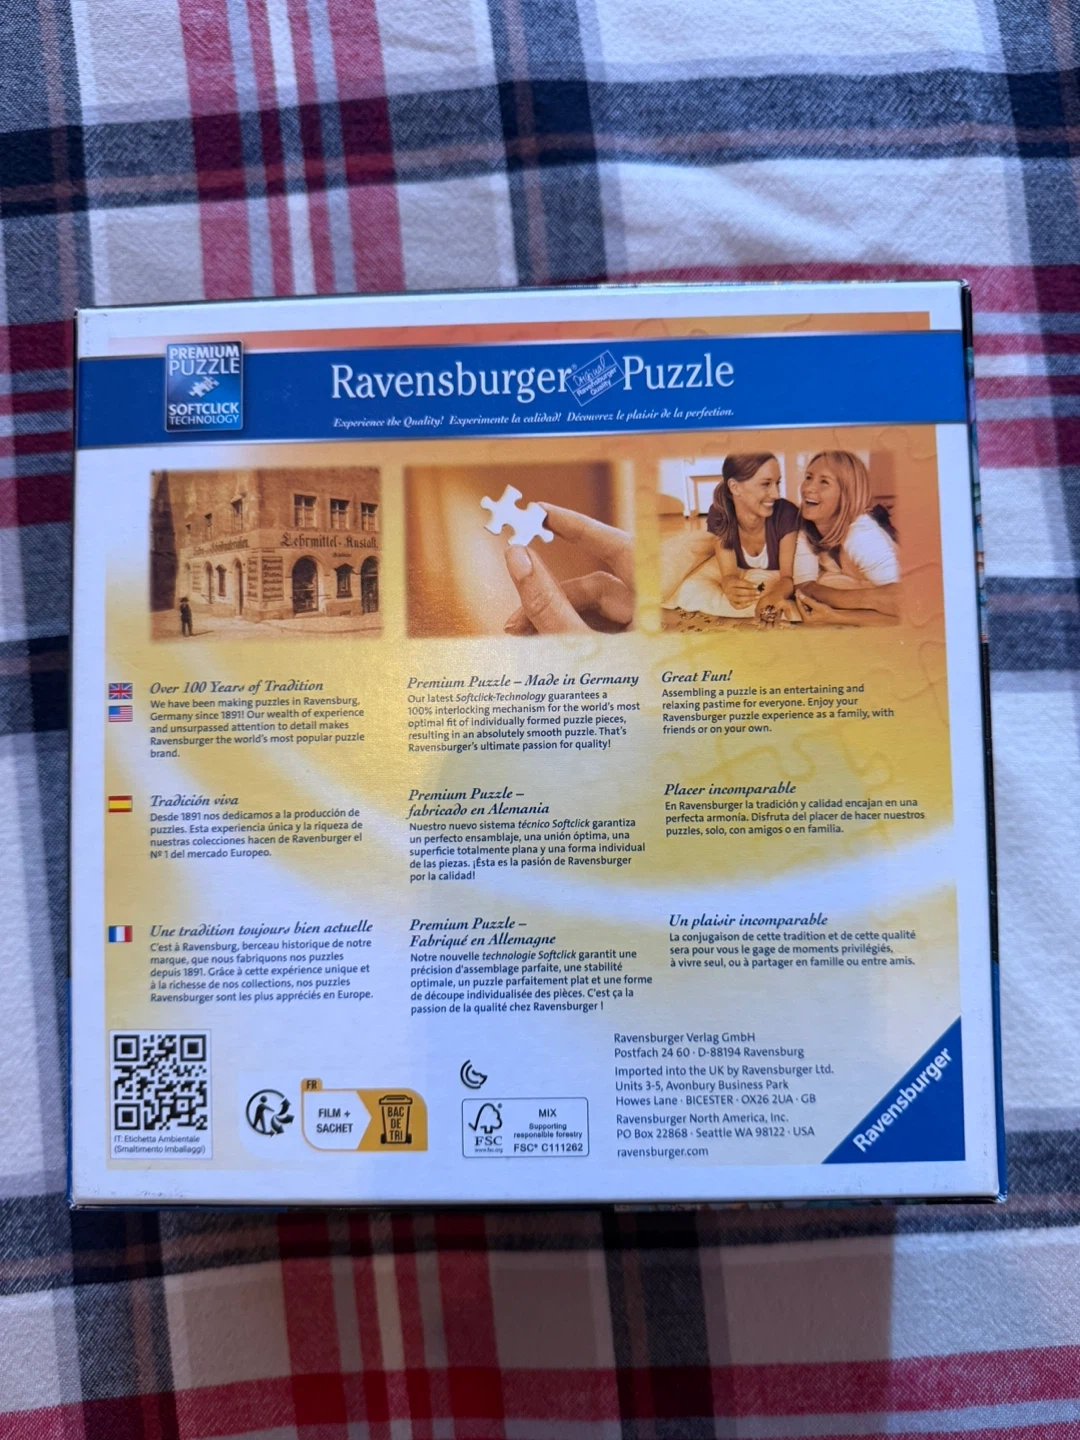 PREMIUM
PUZZLE
SOFTCLICK
TECHNOLOGY
Ravensburger® Puzzle
Original
Ravensburger
Quality
Experience the Quality! Experimente la calidad! Découvrez le plaisir de la perfection.
Lehrmittel-Anstalt
Over 100 Years of Tradition
We have been making puzzles in Ravensburg,
Germany since 1891! Our wealth of experience
and unsurpassed attention to detail makes
Ravensburger the world's most popular puzzle
brand.
Premium Puzzle – Made in Germany
Our latest Softclick-Technology guarantees a
100% interlocking mechanism for the world's most
optimal fit of individually formed puzzle pieces,
resulting in an absolutely smooth puzzle. That's
Ravensburger's ultimate passion for quality!
Great Fun!
Assembling a puzzle is an entertaining and
relaxing pastime for everyone. Enjoy your
Ravensburger puzzle experience as a family, with
friends or on your own.
Tradición viva
Desde 1891 nos dedicamos a la producción de
puzzles. Esta experiencia única y la riqueza de
nuestras colecciones hacen de Ravenburger el
Nº 1 del mercado Europeo.
Premium Puzzle –
fabricado en Alemania
Nuestro nuevo sistema técnico Softclick garantiza
un perfecto ensamblaje, una unión óptima, una
superficie totalmente plana y una forma individual
de las piezas. ¡Ésta es la pasión de Ravensburger
por la calidad!
Placer incomparable
En Ravensburger la tradición y calidad encajan en una
perfecta armonía. Disfruta del placer de hacer nuestros
puzzles, solo, con amigos o en familia.
Une tradition toujours bien actuelle
C'est à Ravensburg, berceau historique de notre
marque, que nous fabriquons nos puzzles
depuis 1891. Grâce à cette expérience unique et
à la richesse de nos collections, nos puzzles
Ravensburger sont les plus appréciés en Europe.
Premium Puzzle –
Fabriqué en Allemagne
Notre nouvelle technologie Softclick garantit une
précision d'assemblage parfaite, une stabilité
optimale, un puzzle parfaitement plat et une forme
de découpe individualisée des pièces. C'est ça la
passion de la qualité chez Ravensburger !
Un plaisir incomparable
La conjugaison de cette tradition et de cette qualité
sera pour vous le gage de moments privilégiés,
à vivre seul, ou à partager en famille ou entre amis.
IT: Etichetta Ambientale
(Smaltimento Imballaggi)
FR
FILM +
SACHET
BAC
DE
TRI
FSC
www.fsc.org
MIX
Supporting
responsible forestry
FSC® C111262
Ravensburger Verlag GmbH
Postfach 24 60 · D-88194 Ravensburg
Imported into the UK by Ravensburger Ltd.
Units 3-5, Avonbury Business Park
Howes Lane · BICESTER · OX26 2UA · GB
Ravensburger North America, Inc.
PO Box 22868 · Seattle WA 98122 · USA
ravensburger.com
Ravensburger